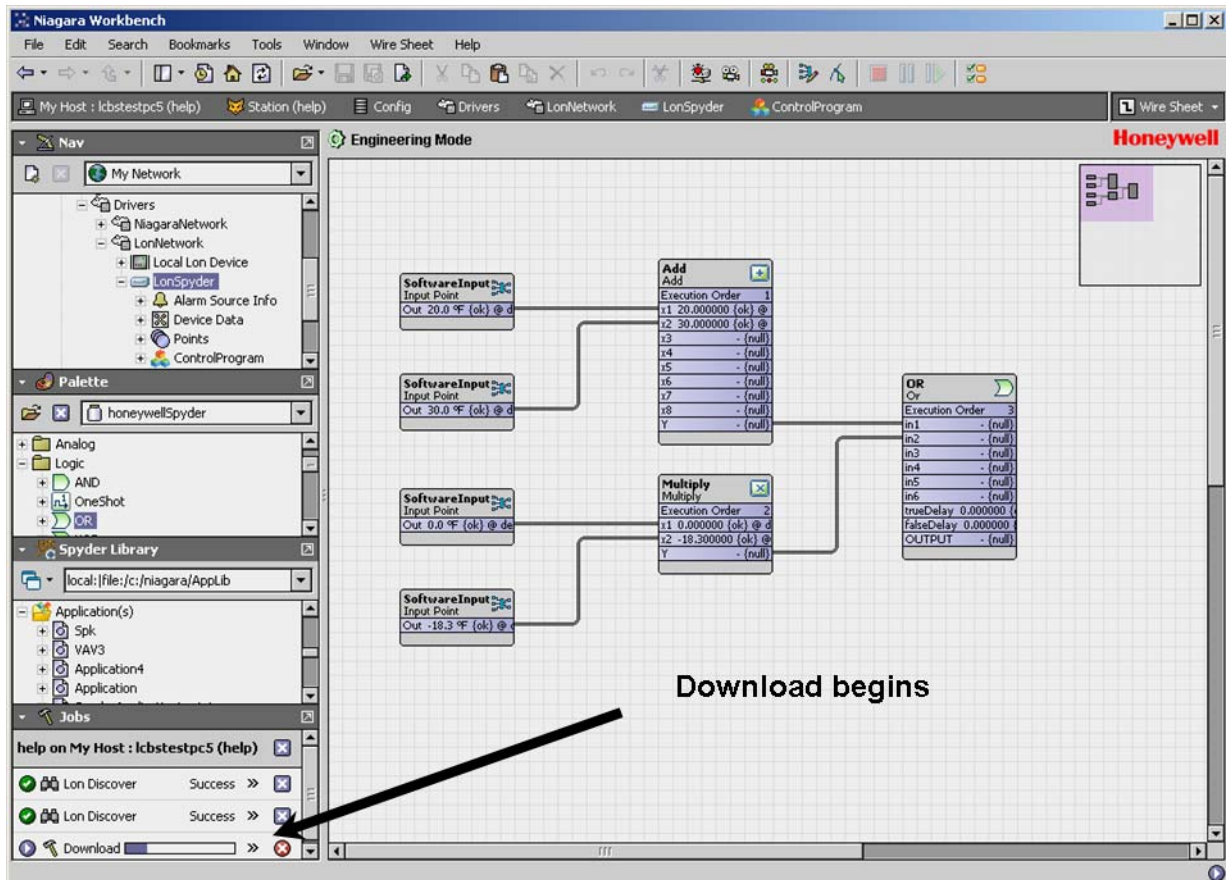 Niagara Workbench
File Edit Search Bookmarks Tools Window Wire Sheet Help
My Host : lcbstestpc5 (help) Station (help) Config Drivers LonNetwork LonSpyder ControlProgram Wire Sheet
Nav
My Network
Drivers
NiagaraNetwork
LonNetwork
Local Lon Device
LonSpyder
Alarm Source Info
Device Data
Points
ControlProgram
Palette
honeywellSpyder
Analog
Logic
AND
OneShot
OR
Spyder Library
local:|file:/c:/niagara/AppLib
Application(s)
Spk
VAV3
Application4
Application
Jobs
help on My Host : lcbstestpc5 (help)
Lon Discover Success »
Lon Discover Success »
Download »
Engineering Mode
Honeywell
SoftwareInput
Input Point
Out 20.0 ºF {ok} @ d
SoftwareInput
Input Point
Out 30.0 ºF {ok} @ d
SoftwareInput
Input Point
Out 0.0 ºF {ok} @ de
SoftwareInput
Input Point
Out -18.3 ºF {ok} @ d
Add
Add
Execution Order 1
x1 20.000000 {ok} @
x2 30.000000 {ok} @
x3 - {null}
x4 - {null}
x5 - {null}
x6 - {null}
x7 - {null}
x8 - {null}
Y - {null}
Multiply
Multiply
Execution Order 2
x1 0.000000 {ok} @ d
x2 -18.300000 {ok} @
Y - {null}
OR
Or
Execution Order 3
in1 - {null}
in2 - {null}
in3 - {null}
in4 - {null}
in5 - {null}
in6 - {null}
trueDelay 0.000000 {
falseDelay 0.000000 {
OUTPUT - {null}
Download begins